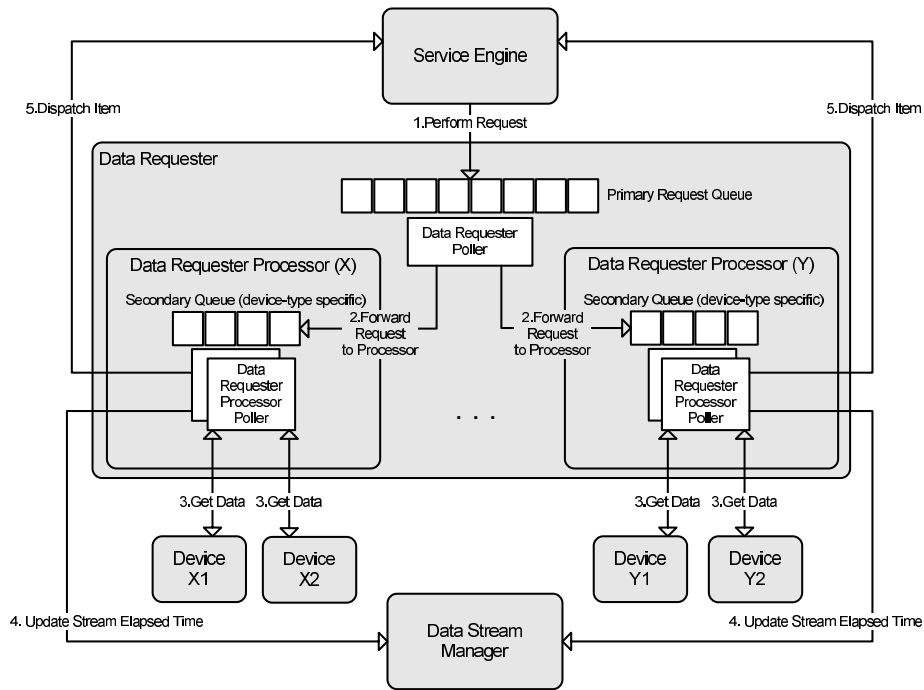 Service Engine
5.Dispatch Item
5.Dispatch Item
1.Perform Request
Data Requester
Primary Request Queue
Data Requester
Poller
Data Requester Processor (X)
Secondary Queue (device-type specific)
2.Forward
Request
to Processor
Data
Requester
Processor
Poller
2.Forward
Request
to Processor
Data Requester Processor (Y)
Secondary Queue (device-type specific)
Data
Requester
Processor
Poller
. . .
3.Get Data
3.Get Data
3.Get Data
3.Get Data
Device
X1
Device
X2
Device
Y1
Device
Y2
4. Update Stream Elapsed Time
4. Update Stream Elapsed Time
Data Stream
Manager